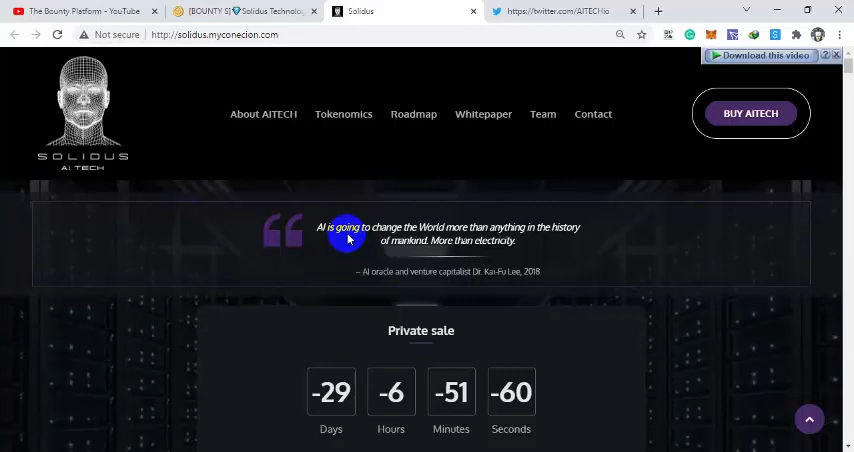 The Bounty Platform - YouTube
[BOUNTY S]💎Solidus Technolog
Solidus
https://twitter.com/AITECHio
Not secure
http://solidus.myconecion.com
Download this video
?
SOLIDUS
AI TECH
About AITECH
Tokenomics
Roadmap
Whitepaper
Team
Contact
BUY AITECH
AI is going to change the World more than anything in the history
of mankind. More than electricity.
– AI oracle and venture capitalist Dr. Kai-Fu Lee, 2018
Private sale
-29 -6 -51 -60
Days Hours Minutes Seconds